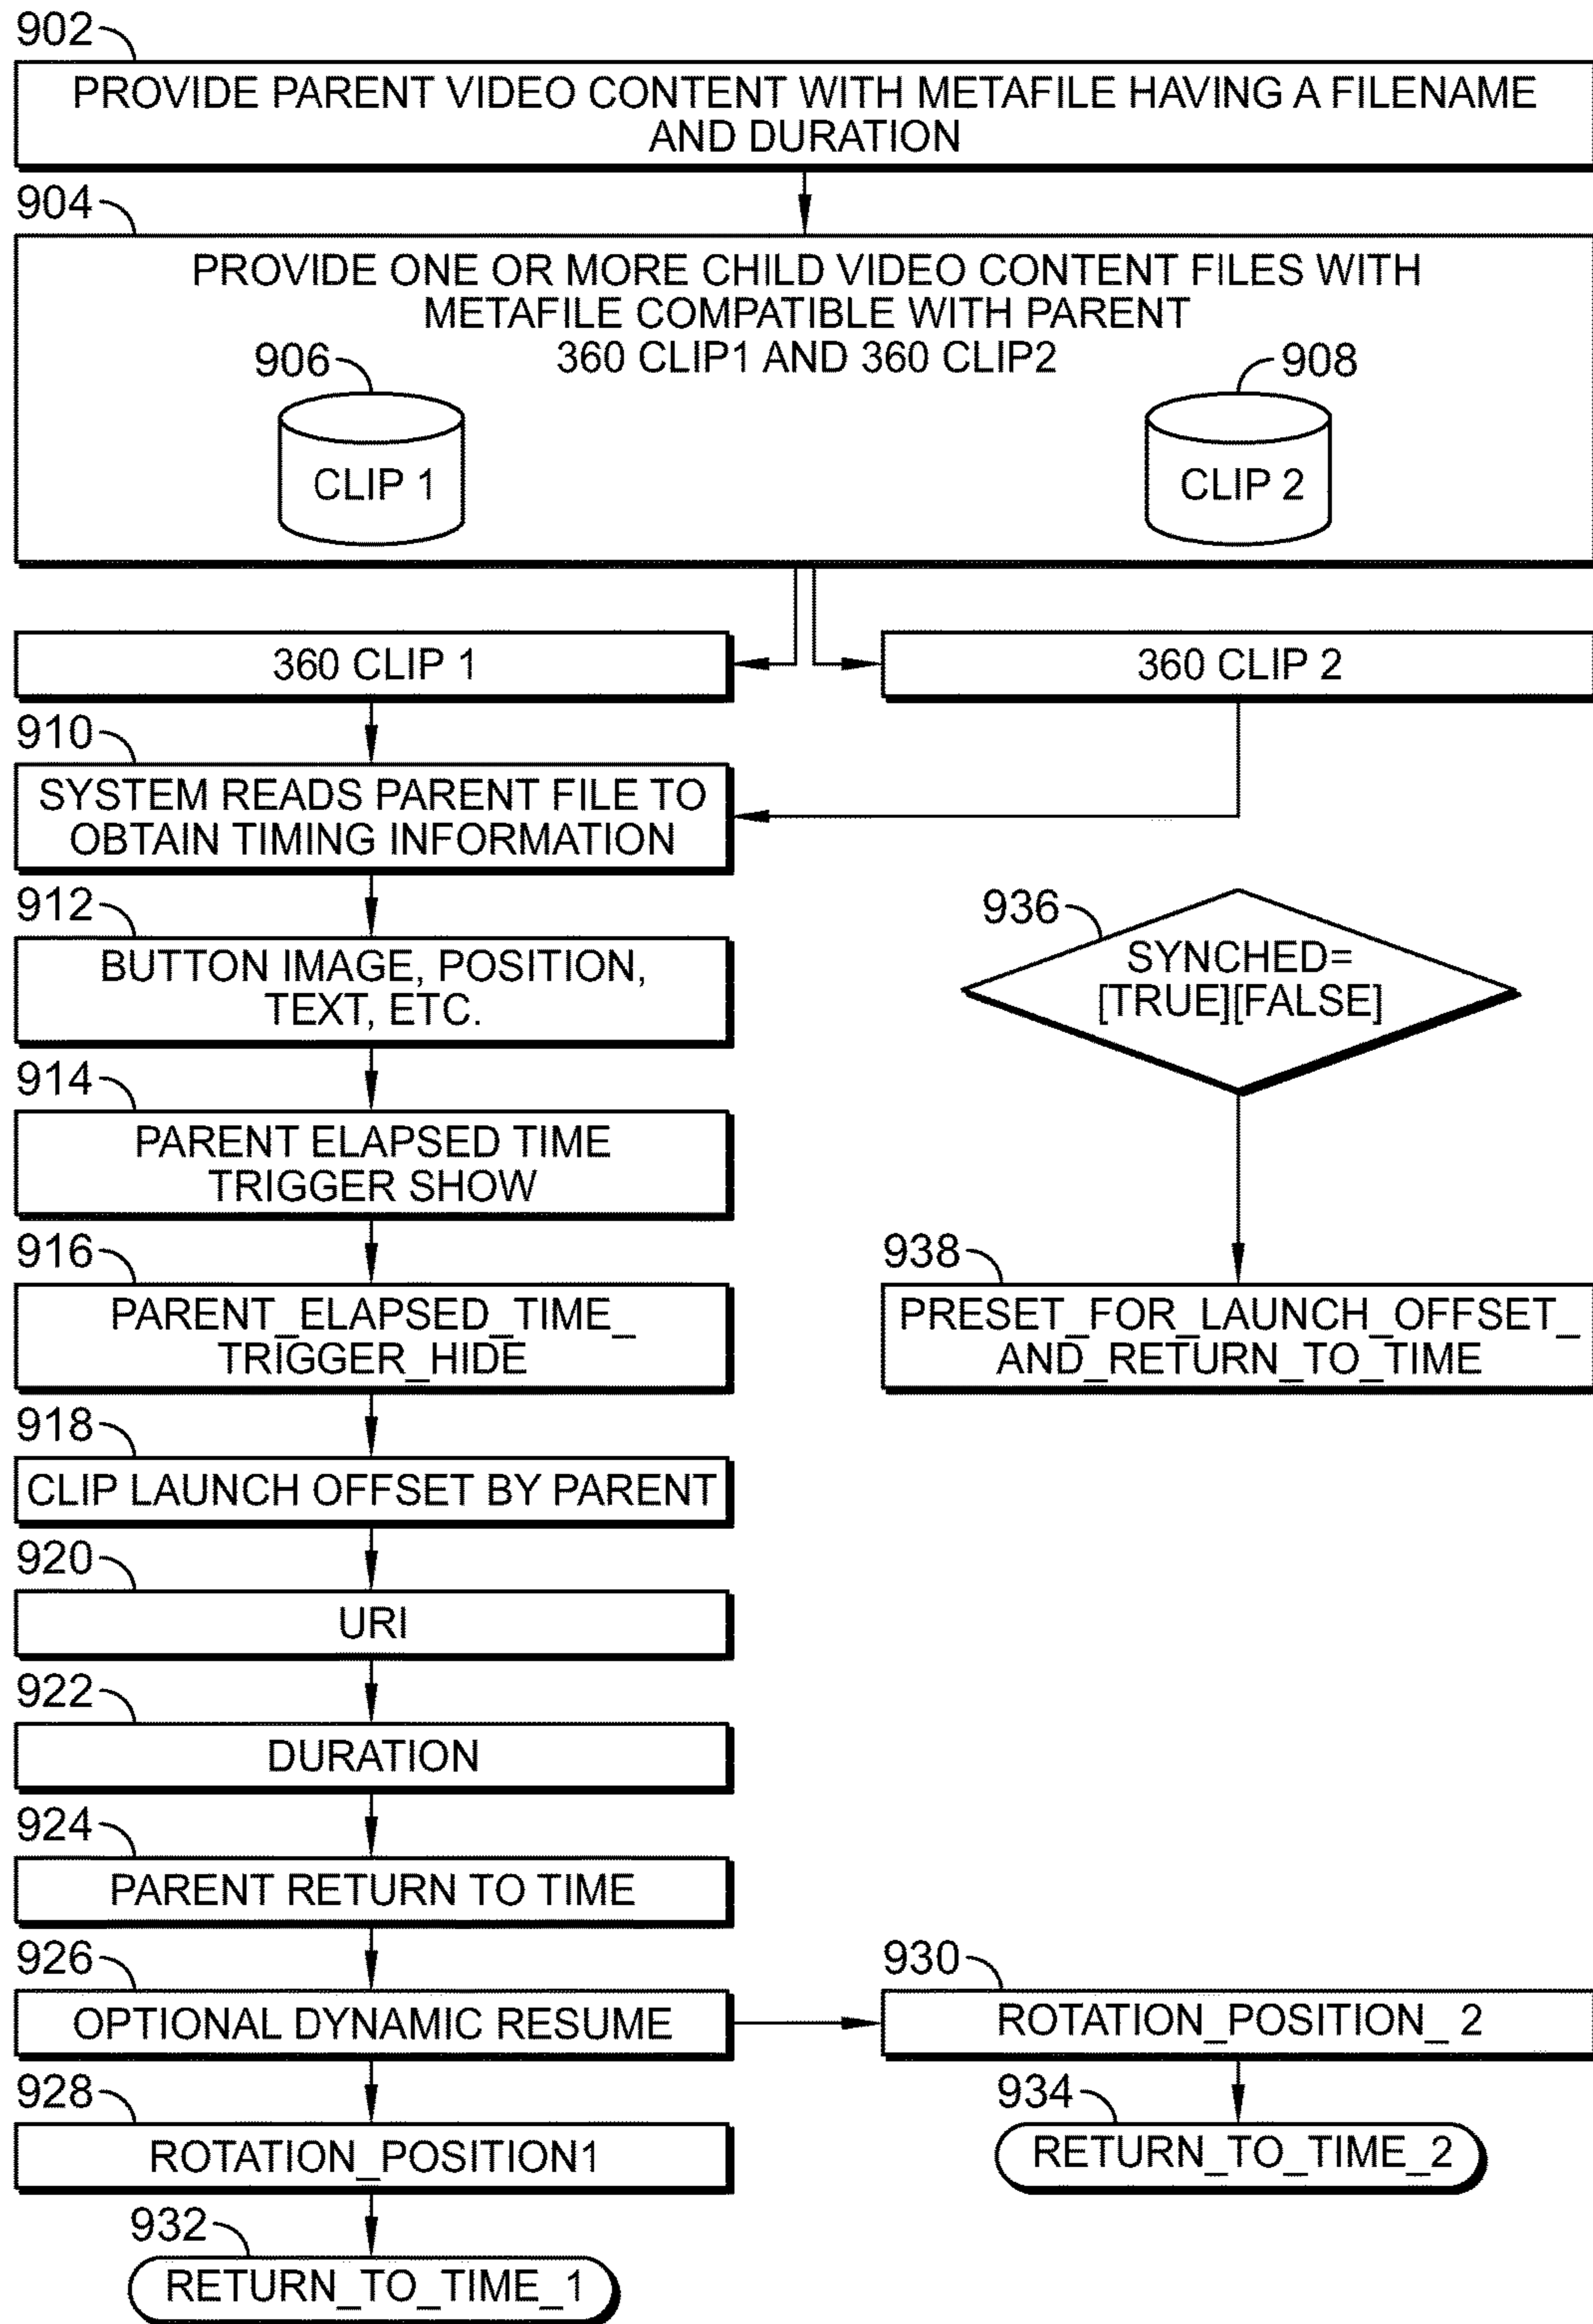 902
PROVIDE PARENT VIDEO CONTENT WITH METAFILE HAVING A FILENAME
AND DURATION
904
PROVIDE ONE OR MORE CHILD VIDEO CONTENT FILES WITH
METAFILE COMPATIBLE WITH PARENT
360 CLIP1 AND 360 CLIP2
906
908
CLIP 1
CLIP 2
360 CLIP 1
360 CLIP 2
910
SYSTEM READS PARENT FILE TO
OBTAIN TIMING INFORMATION
912
BUTTON IMAGE, POSITION,
TEXT, ETC.
936
SYNCHED=
[TRUE][FALSE]
914
PARENT ELAPSED TIME
TRIGGER SHOW
916
PARENT_ELAPSED_TIME_
TRIGGER_HIDE
938
PRESET_FOR_LAUNCH_OFFSET_
AND_RETURN_TO_TIME
918
CLIP LAUNCH OFFSET BY PARENT
920
URI
922
DURATION
924
PARENT RETURN TO TIME
926
OPTIONAL DYNAMIC RESUME
930
ROTATION_POSITION_ 2
928
ROTATION_POSITION1
934
RETURN_TO_TIME_2
932
RETURN_TO_TIME_1